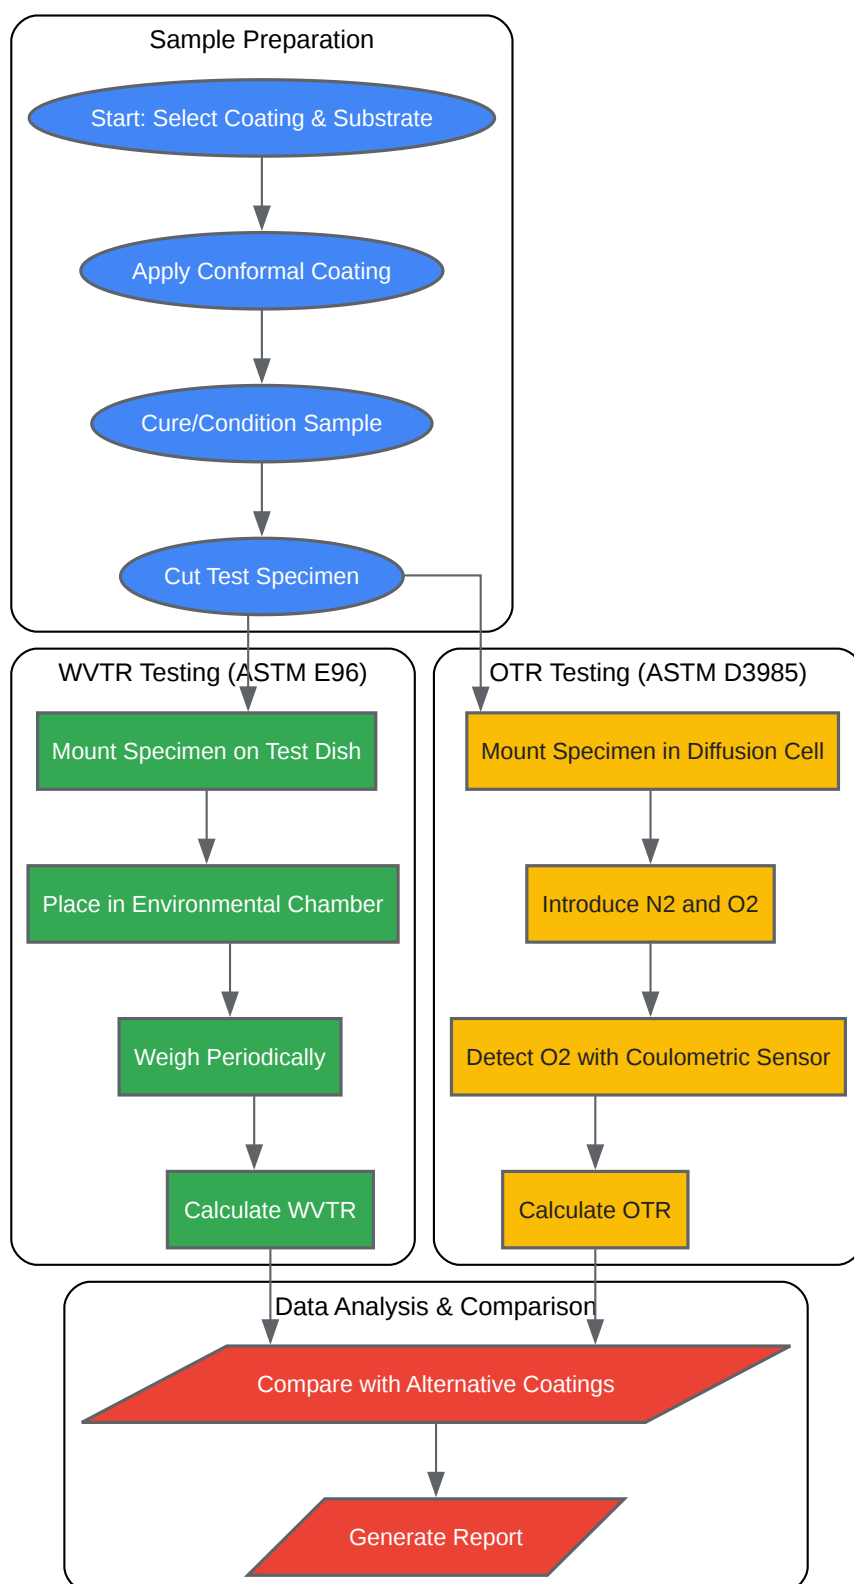 Sample Preparation
Start: Select Coating & Substrate
Apply Conformal Coating
Cure/Condition Sample
Cut Test Specimen
WVTR Testing (ASTM E96)
Mount Specimen on Test Dish
Place in Environmental Chamber
Weigh Periodically
Calculate WVTR
OTR Testing (ASTM D3985)
Mount Specimen in Diffusion Cell
Introduce N2 and O2
Detect O2 with Coulometric Sensor
Calculate OTR
Data Analysis & Comparison
Compare with Alternative Coatings
Generate Report